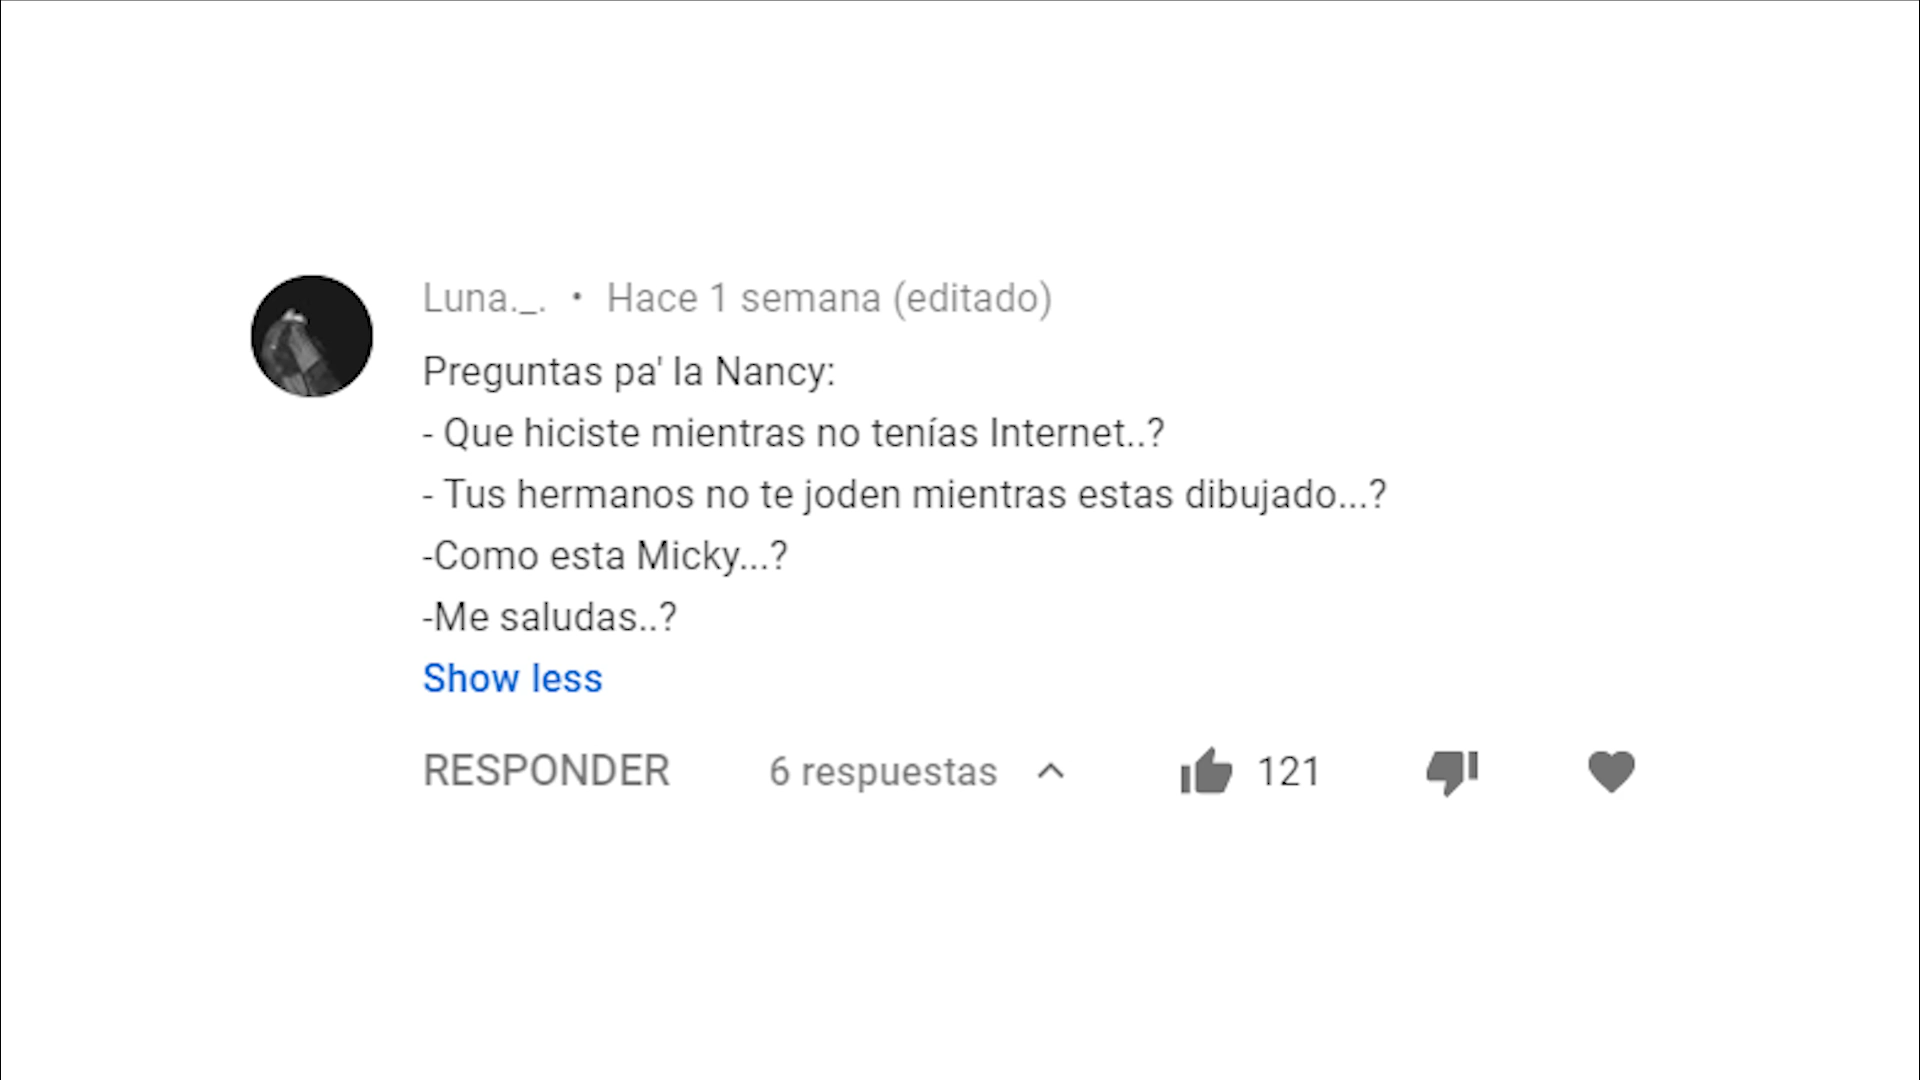 Luna._. • Hace 1 semana (editado)
Preguntas pa' la Nancy:
- Que hiciste mientras no tenías Internet..?
- Tus hermanos no te joden mientras estas dibujado...?
-Como esta Micky...?
-Me saludas..?
Show less
RESPONDER 6 respuestas 121